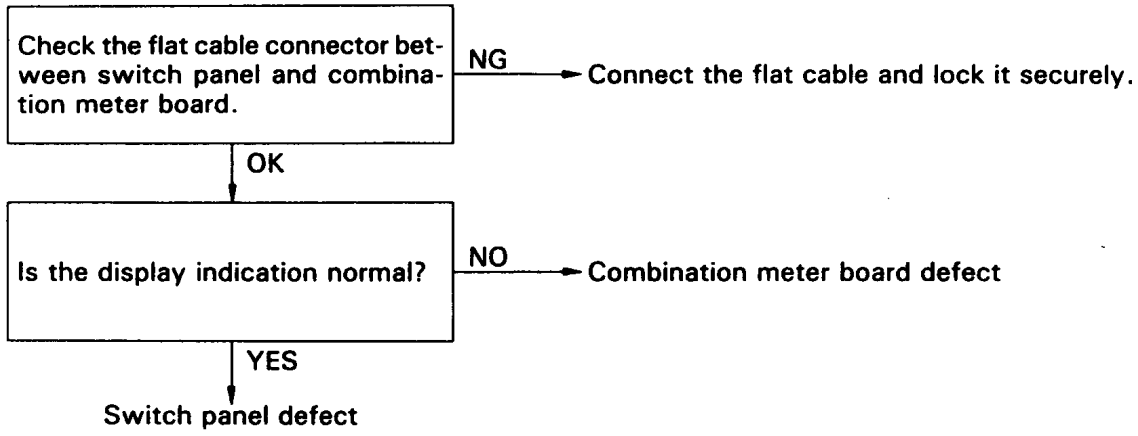 Check the flat cable connector bet-
ween switch panel and combina-
tion meter board.
NG
Connect the flat cable and lock it securely.
OK
Is the display indication normal?
NO
Combination meter board defect
YES
Switch panel defect